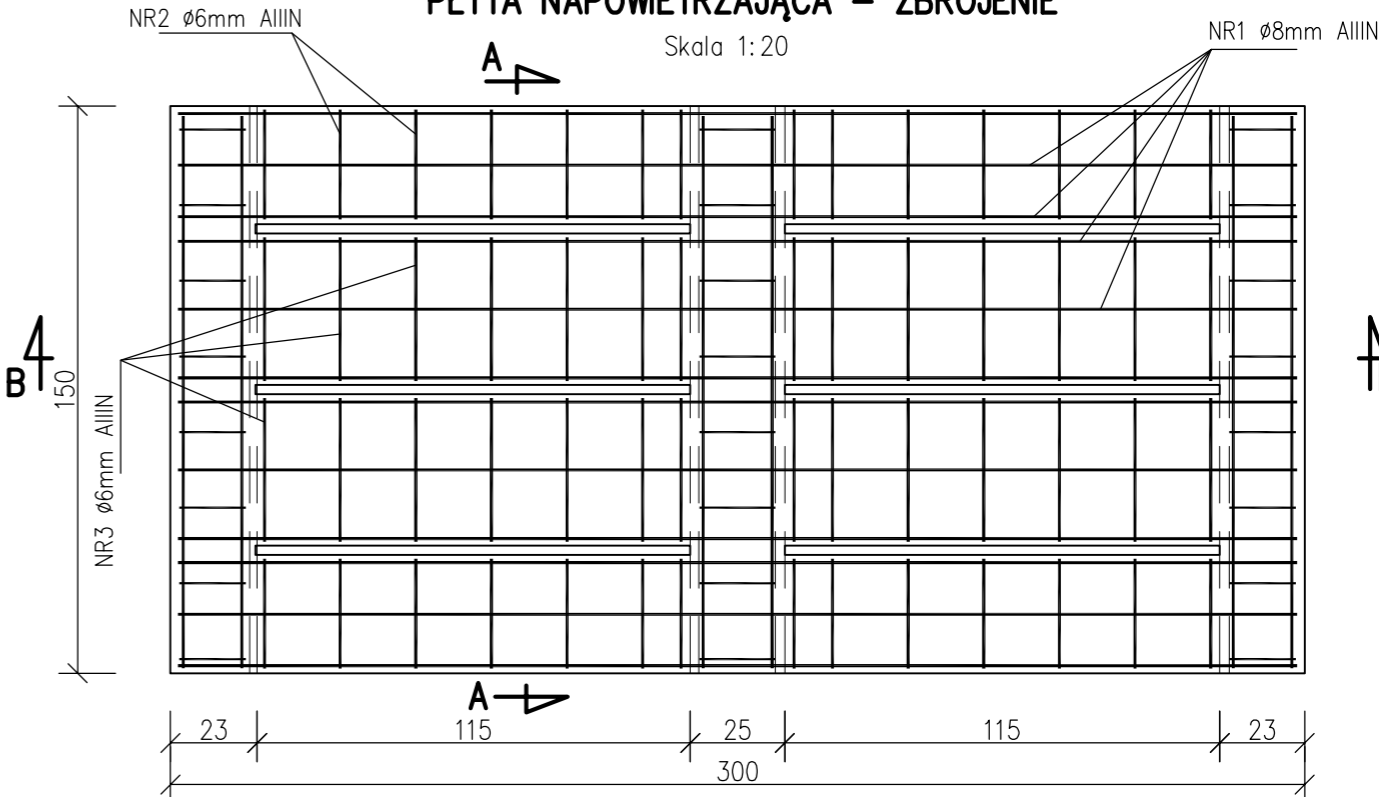 PŁYTA NAPOWIETRZAJĄCA – ZBROJENIE
Skala 1:20
NR2 ø6mm AIIIN
NR1 ø8mm AIIIN
A
B
150
NR3 ø6mm AIIIN
A
23 115 25 115 23
300